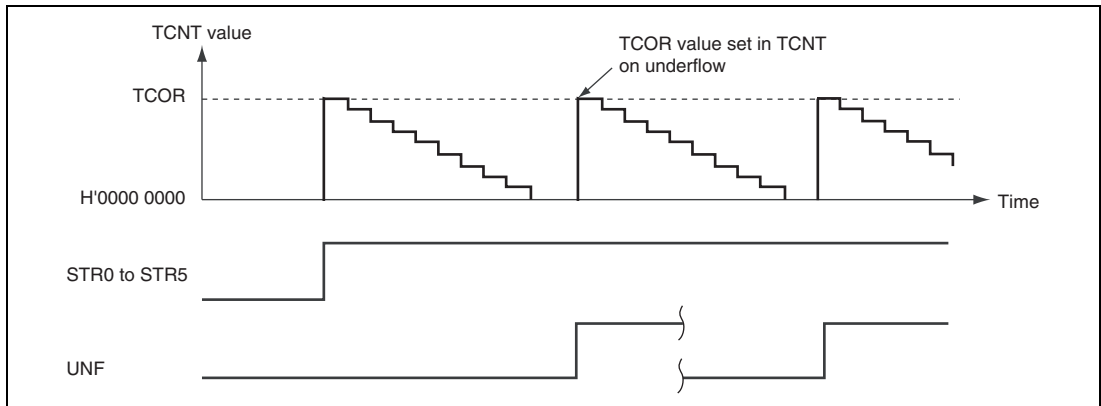 TCNT value
TCOR value set in TCNT
on underflow
TCOR
H'0000 0000
Time
STR0 to STR5
UNF